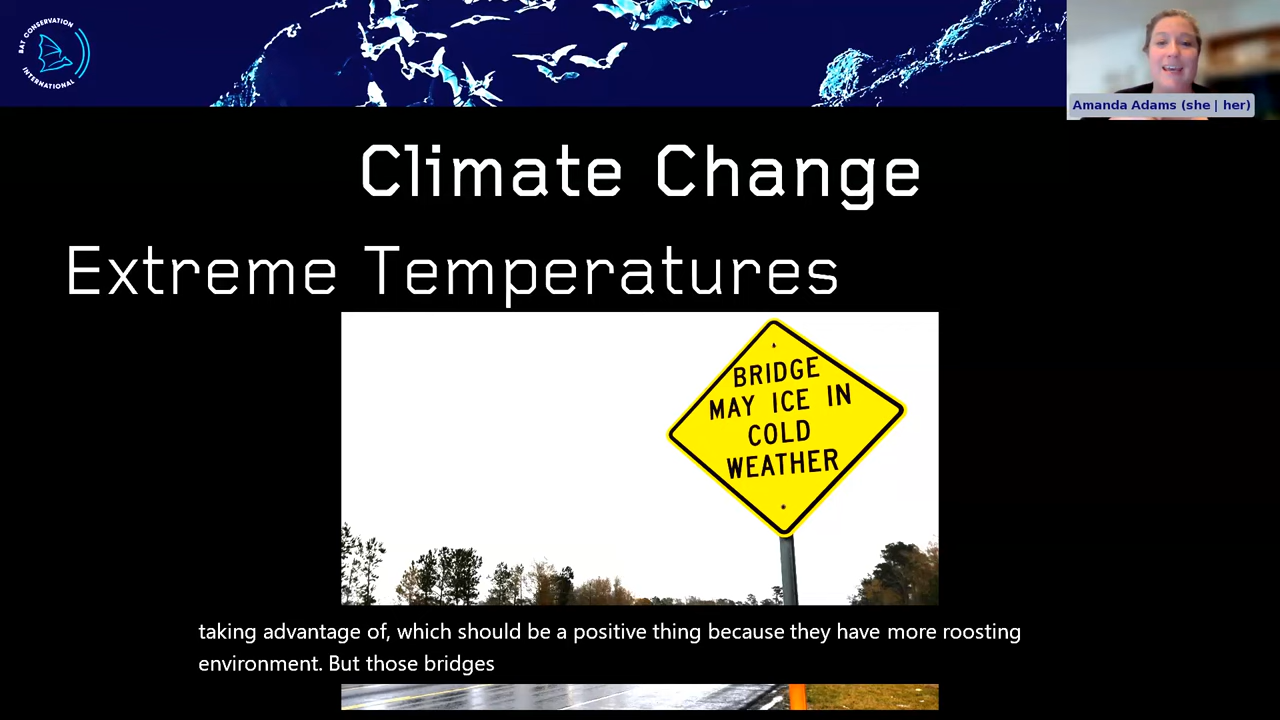 BAT CONSERVATION
INTERNATIONAL
Amanda Adams (she | her)
Climate Change
Extreme Temperatures
BRIDGE
MAY ICE IN
COLD
WEATHER
taking advantage of, which should be a positive thing because they have more roosting
environment. But those bridges